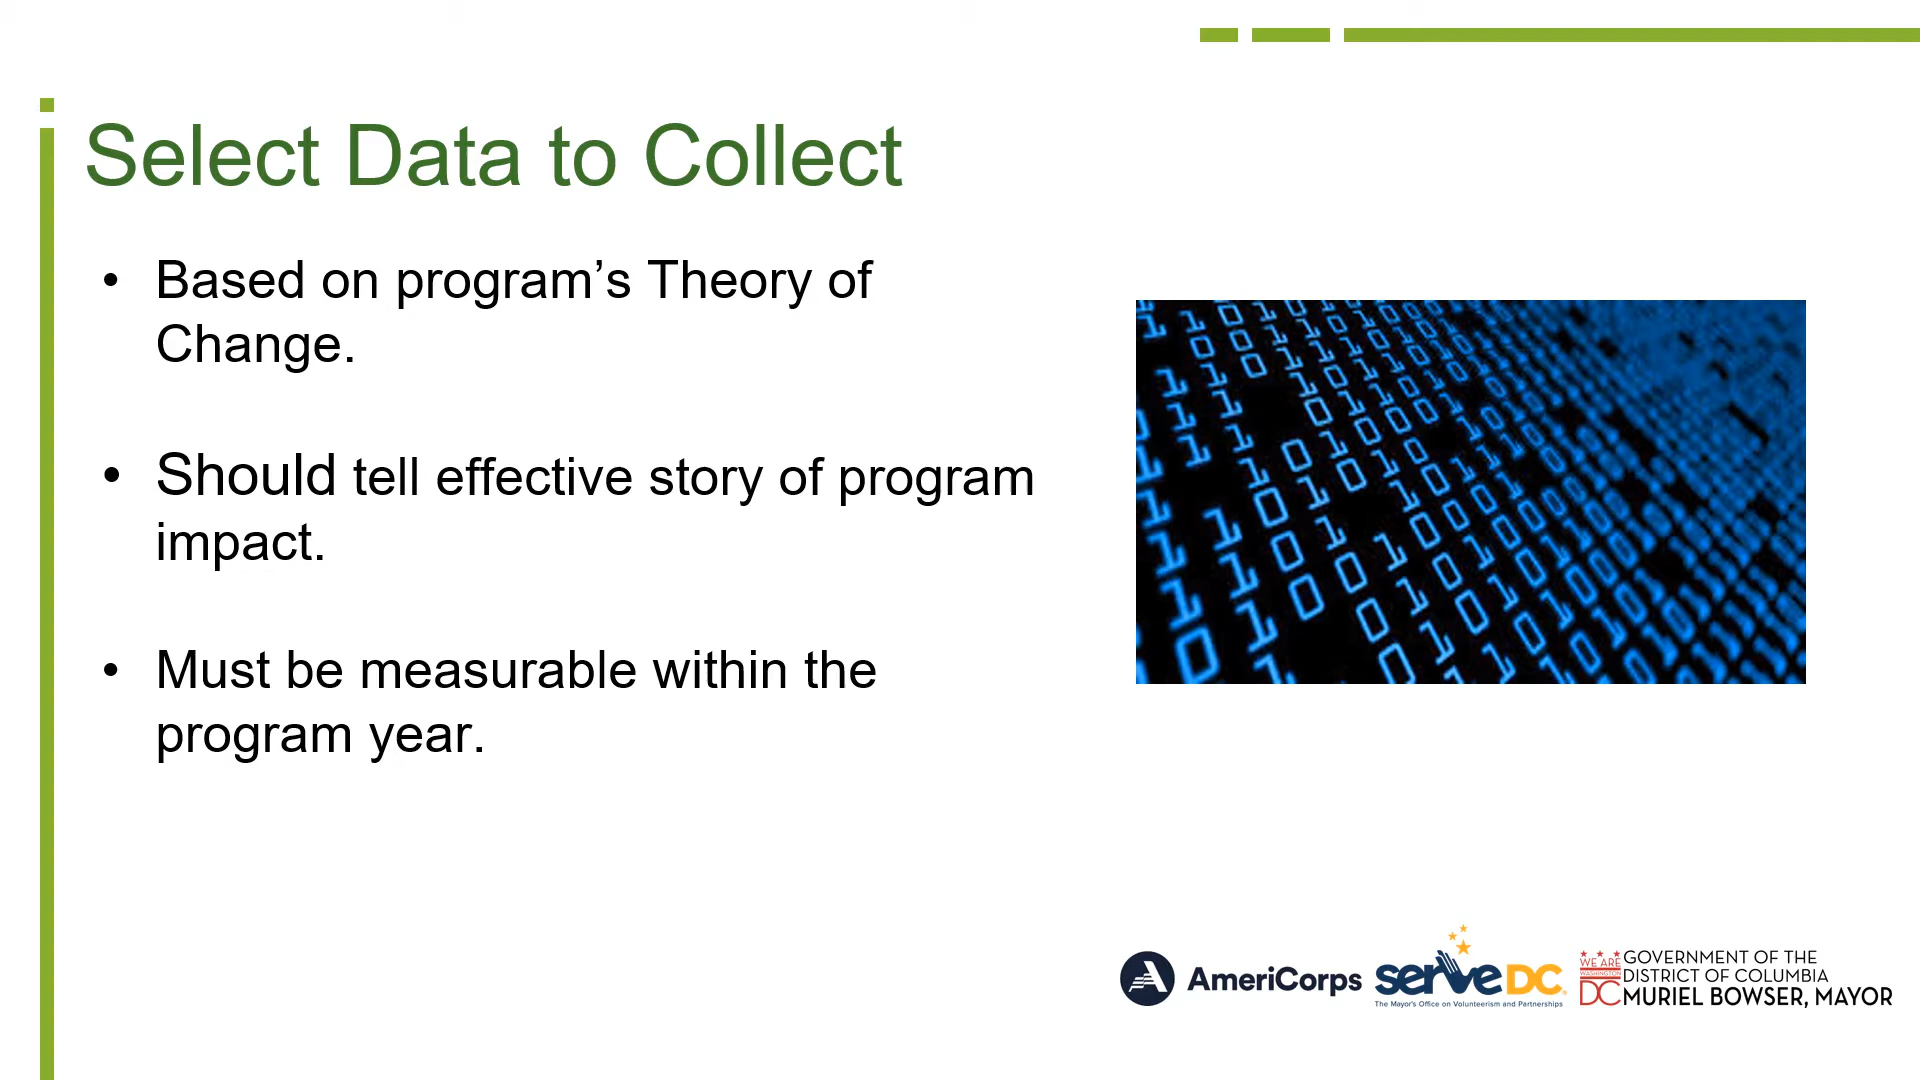 Select Data to Collect
• Based on program’s Theory of
Change.
• Should tell effective story of program
impact.
• Must be measurable within the
program year.
AmeriCorps
serve DC
The Mayor's Office on Volunteerism and Partnerships
WE ARE
WASHINGTON
DC
GOVERNMENT OF THE
DISTRICT OF COLUMBIA
MURIEL BOWSER, MAYOR